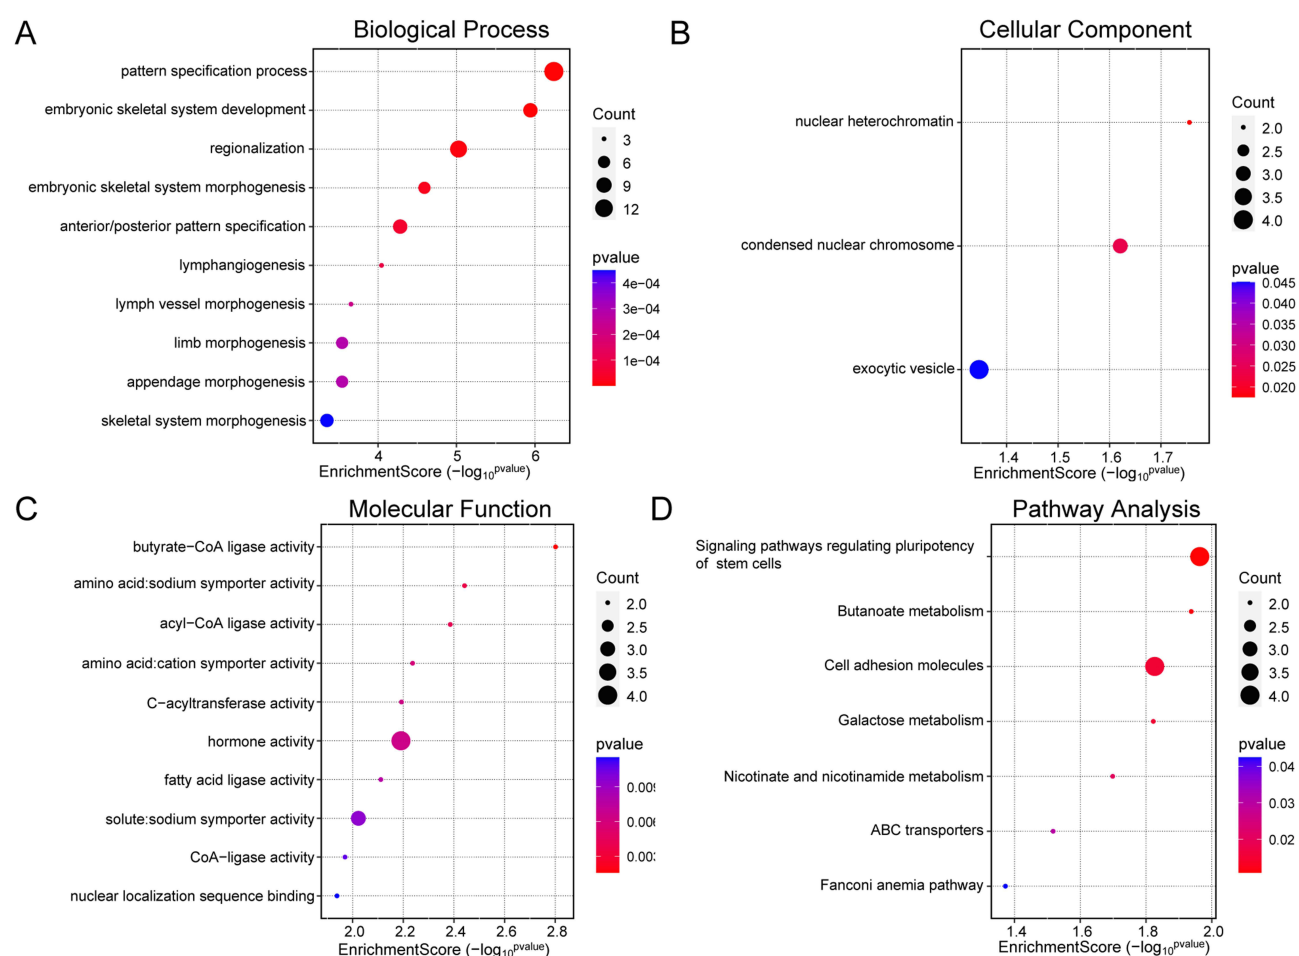 A
Biological Process
pattern specification process
embryonic skeletal system development
regionalization
embryonic skeletal system morphogenesis
anterior/posterior pattern specification
lymphangiogenesis
lymph vessel morphogenesis
limb morphogenesis
appendage morphogenesis
skeletal system morphogenesis
4 5 6
EnrichmentScore (−log10pvalue)
Count
3
6
9
12
pvalue
4e−04
3e−04
2e−04
1e−04
B
Cellular Component
nuclear heterochromatin
condensed nuclear chromosome
exocytic vesicle
1.4 1.5 1.6 1.7
EnrichmentScore (−log10pvalue)
Count
2.0
2.5
3.0
3.5
4.0
pvalue
0.045
0.040
0.035
0.030
0.025
0.020
C
Molecular Function
butyrate−CoA ligase activity
amino acid:sodium symporter activity
acyl−CoA ligase activity
amino acid:cation symporter activity
C−acyltransferase activity
hormone activity
fatty acid ligase activity
solute:sodium symporter activity
CoA−ligase activity
nuclear localization sequence binding
2.0 2.2 2.4 2.6 2.8
EnrichmentScore (−log10pvalue)
Count
2.0
2.5
3.0
3.5
4.0
pvalue
D
Pathway Analysis
Signaling pathways regulating pluripotency
of stem cells
Butanoate metabolism
Cell adhesion molecules
Galactose metabolism
Nicotinate and nicotinamide metabolism
ABC transporters
Fanconi anemia pathway
1.4 1.6 1.8 2.0
EnrichmentScore (−log10pvalue)
Count
2.0
2.5
3.0
3.5
4.0
pvalue
0.04
0.03
0.02